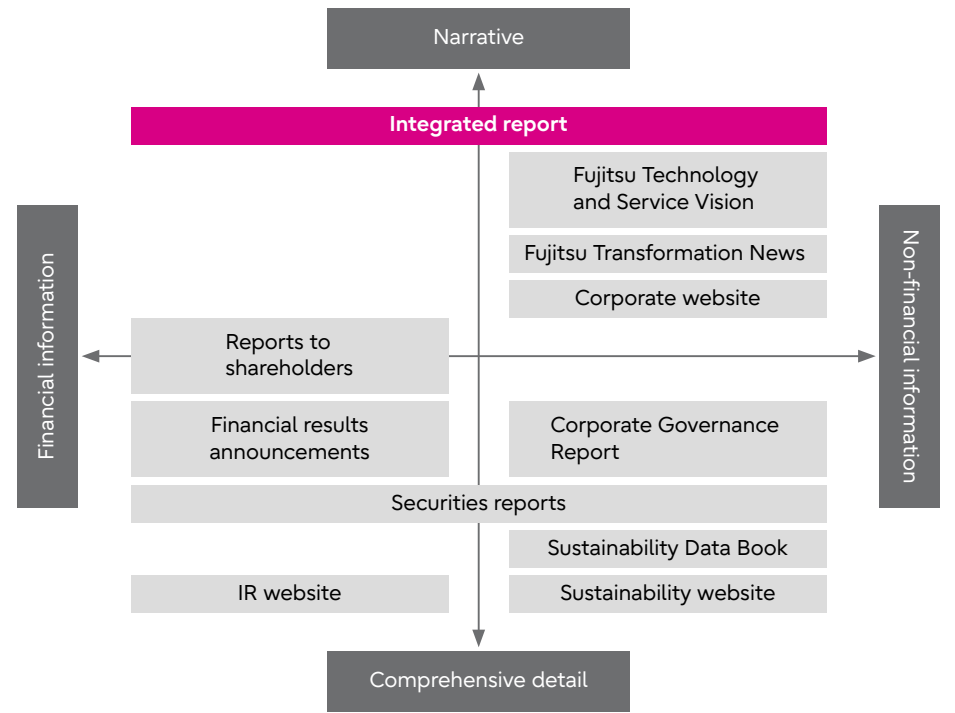 Narrative
Integrated report
Fujitsu Technology
and Service Vision
Fujitsu Transformation News
Corporate website
Financial information
Non-financial information
Reports to
shareholders
Financial results
announcements
Corporate Governance
Report
Securities reports
Sustainability Data Book
IR website
Sustainability website
Comprehensive detail